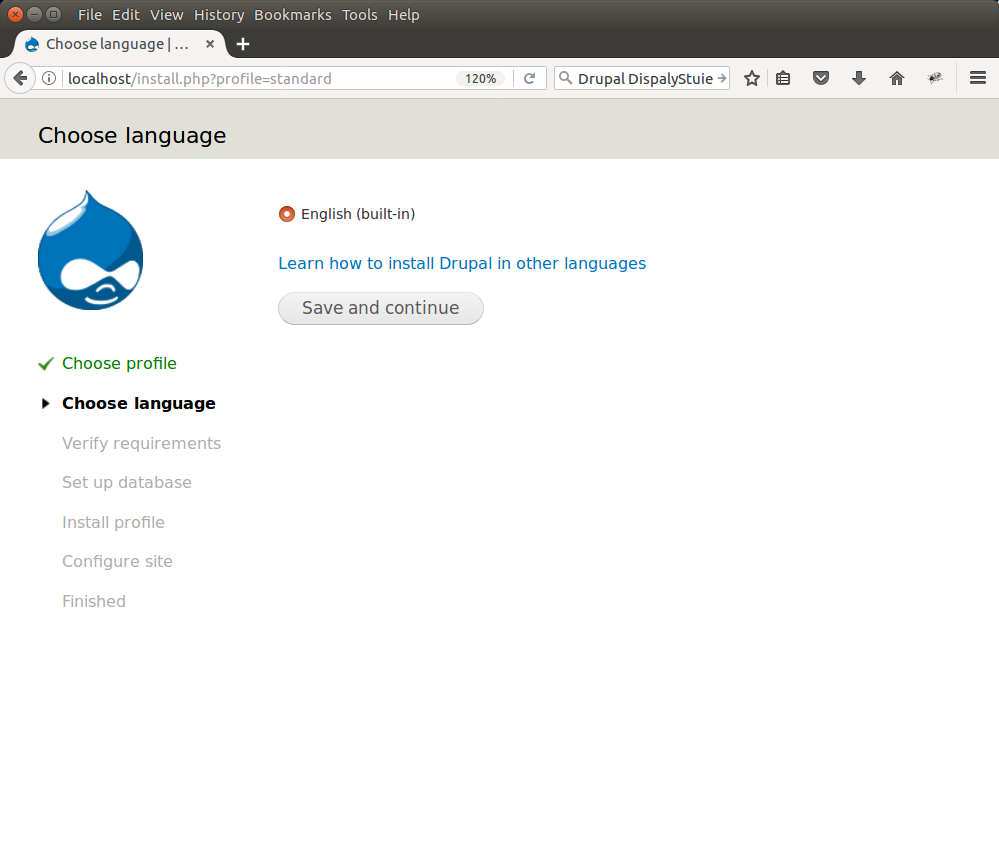 File Edit View History Bookmarks Tools Help
Choose language | ...
localhost/install.php?profile=standard 120% Drupal DispalyStuie
Choose language
English (built-in)
Learn how to install Drupal in other languages
Save and continue
Choose profile
Choose language
Verify requirements
Set up database
Install profile
Configure site
Finished